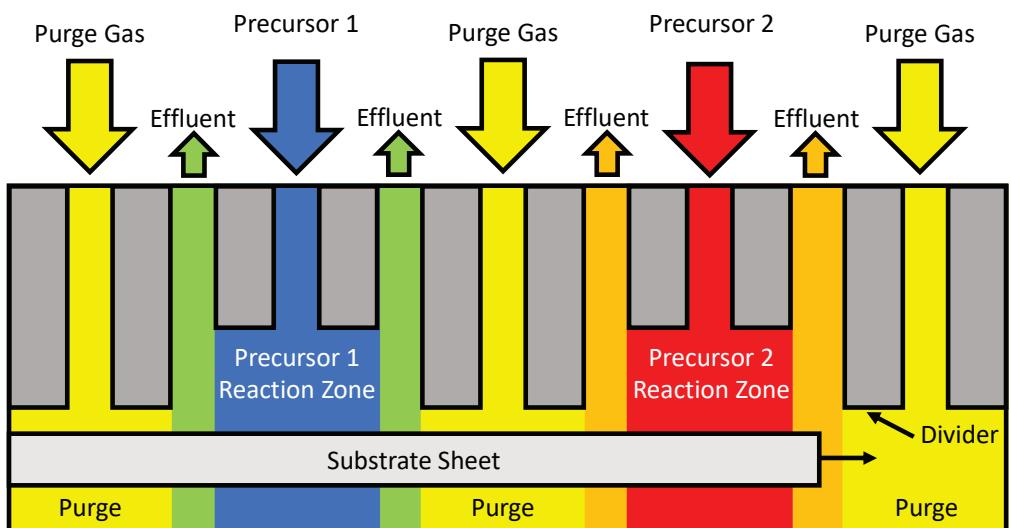 Purge Gas
Precursor 1
Purge Gas
Precursor 2
Purge Gas
Effluent
Effluent
Effluent
Effluent
Precursor 1
Reaction Zone
Precursor 2
Reaction Zone
Divider
Substrate Sheet
Purge
Purge
Purge